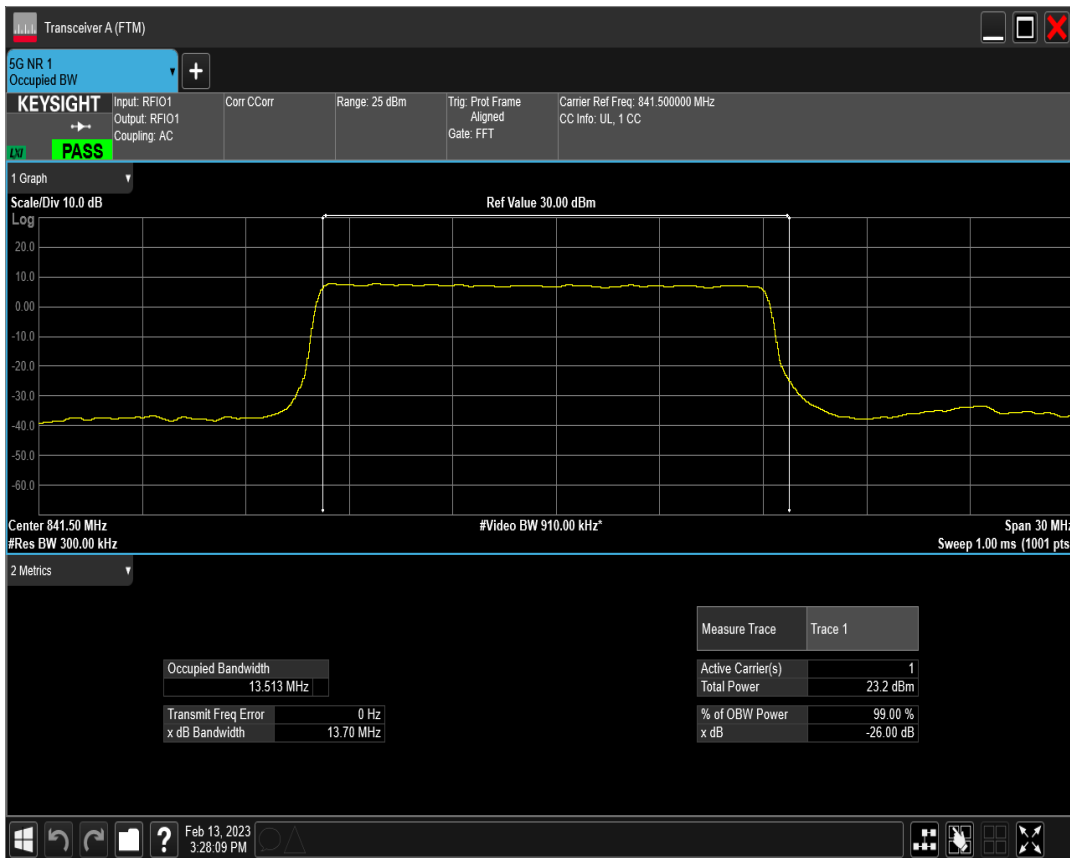 Transceiver A (FTM)
5G NR 1
Occupied BW
+
KEYSIGHT
LXI
PASS
Input: RFIO1
Output: RFIO1
Coupling: AC
Corr CCorr
Range: 25 dBm
Trig: Prot Frame
Aligned
Gate: FFT
Carrier Ref Freq: 841.500000 MHz
CC Info: UL, 1 CC
1 Graph
Scale/Div 10.0 dB
Ref Value 30.00 dBm
Log
20.0
10.0
0.00
-10.0
-20.0
-30.0
-40.0
-50.0
-60.0
Center 841.50 MHz
#Video BW 910.00 kHz*
Span 30 MHz
#Res BW 300.00 kHz
Sweep 1.00 ms (1001 pts
2 Metrics
Measure Trace Trace 1
Occupied Bandwidth
13.513 MHz
Active Carrier(s) 1
Total Power 23.2 dBm
Transmit Freq Error 0 Hz
x dB Bandwidth 13.70 MHz
% of OBW Power 99.00 %
x dB -26.00 dB
?
Feb 13, 2023
3:28:09 PM